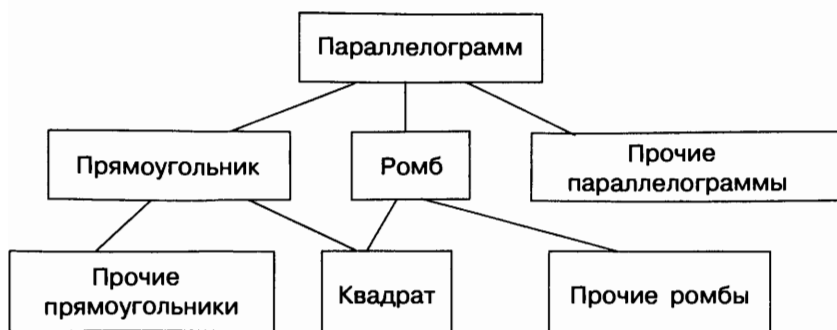 Параллелограмм
Прямоугольник
Ромб
Прочие
параллелограммы
Прочие
прямоугольники
Квадрат
Прочие ромбы